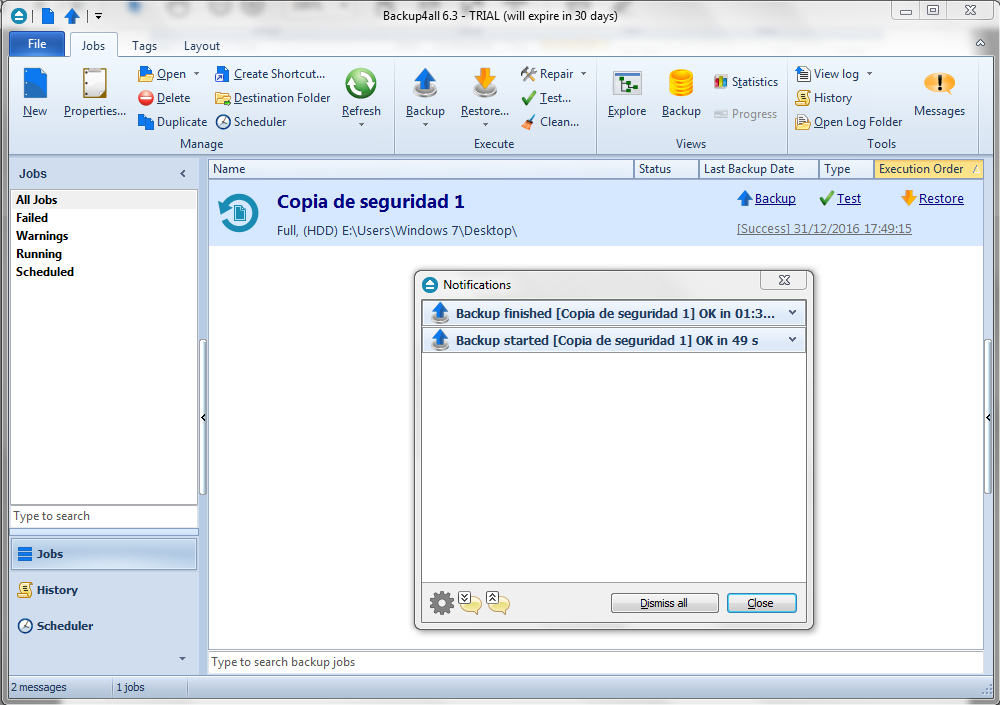 Backup4all 6.3 - TRIAL (will expire in 30 days)
File Jobs Tags Layout
New
Properties...
Open
Delete
Duplicate
Create Shortcut...
Destination Folder
Scheduler
Refresh
Manage
Backup
Restore...
Repair
Test...
Clean...
Execute
Explore
Backup
Statistics
Progress
Views
View log
History
Open Log Folder
Messages
Tools
Jobs
All Jobs
Failed
Warnings
Running
Scheduled
Type to search
Jobs
History
Scheduler
Name Status Last Backup Date Type Execution Order
Copia de seguridad 1
Full, (HDD) E:\Users\Windows 7\Desktop\
Backup Test Restore
[Success] 31/12/2016 17:49:15
Notifications
Backup finished [Copia de seguridad 1] OK in 01:3...
Backup started [Copia de seguridad 1] OK in 49 s
Dismiss all Close
Type to search backup jobs
2 messages 1 jobs